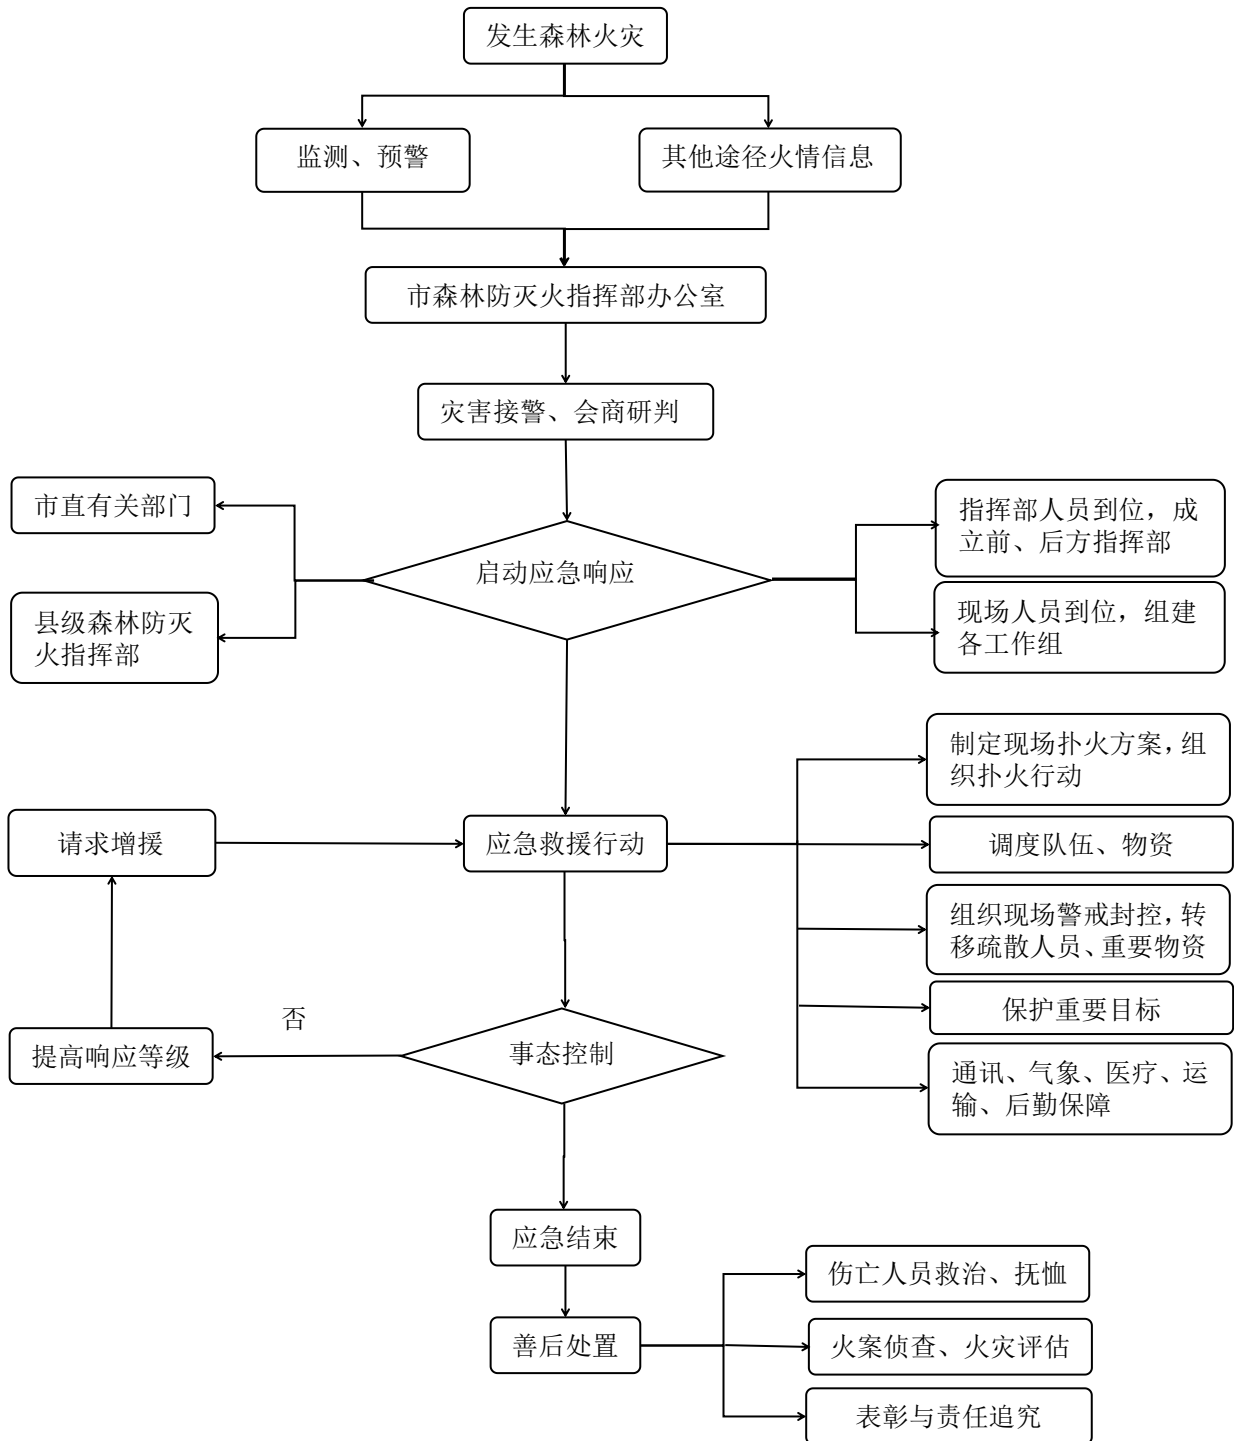 发生森林火灾
监测、预警
其他途径火情信息
市森林防灭火指挥部办公室
灾害接警、会商研判
市直有关部门
县级森林防灭
火指挥部
启动应急响应
指挥部人员到位，成
立前、后方指挥部
现场人员到位，组建
各工作组
请求增援
应急救援行动
制定现场扑火方案，组
织扑火行动
调度队伍、物资
组织现场警戒封控，转
移疏散人员、重要物资
保护重要目标
通讯、气象、医疗、运
输、后勤保障
否
提高响应等级
事态控制
应急结束
善后处置
伤亡人员救治、抚恤
火案侦查、火灾评估
表彰与责任追究